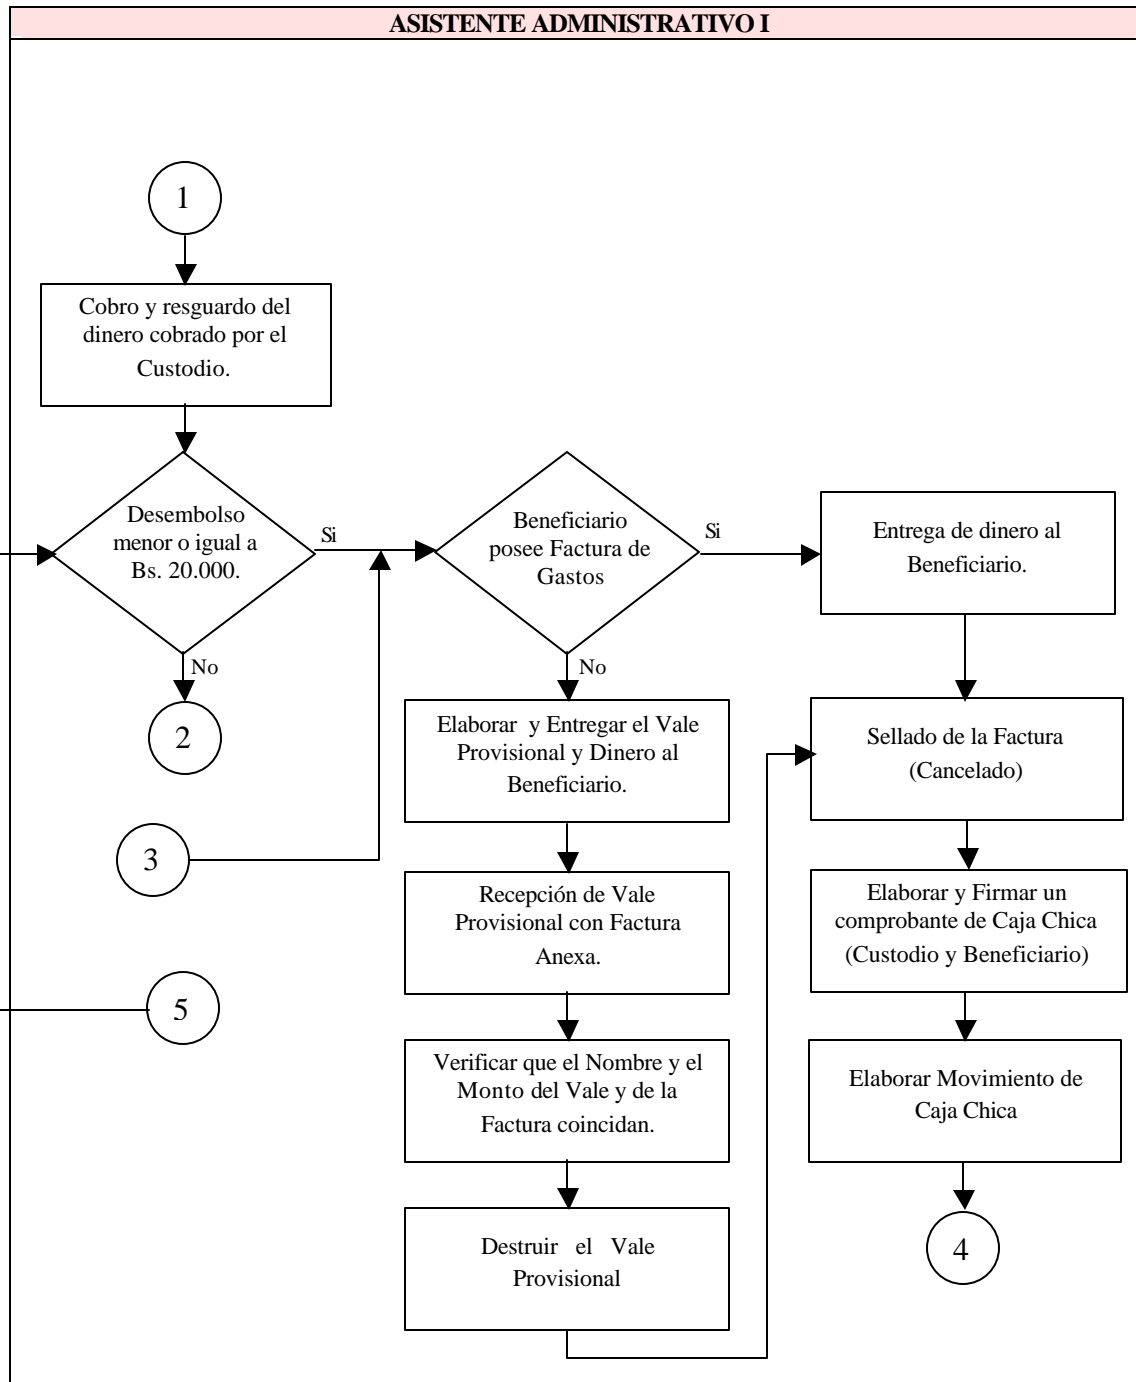 ASISTENTE ADMINISTRATIVO I
1
Cobro y resguardo del
dinero cobrado por el
Custodio.
Desembolso
menor o igual a
Bs. 20.000.
Si
No
2
3
5
Beneficiario
posee Factura de
Gastos
Si
No
Elaborar y Entregar el Vale
Provisional y Dinero al
Beneficiario.
Recepción de Vale
Provisional con Factura
Anexa.
Verificar que el Nombre y el
Monto del Vale y de la
Factura coincidan.
Destruir el Vale
Provisional
Entrega de dinero al
Beneficiario.
Sellado de la Factura
(Cancelado)
Elaborar y Firmar un
comprobante de Caja Chica
(Custodio y Beneficiario)
Elaborar Movimiento de
Caja Chica
4